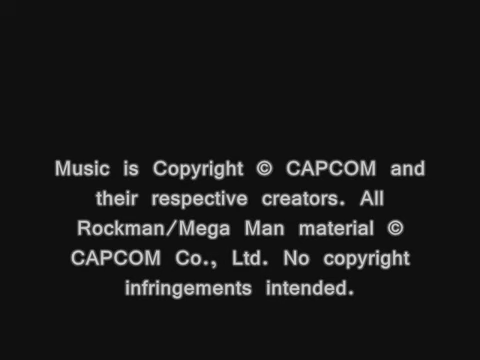 Music is Copyright © CAPCOM and
their respective creators. All
Rockman/Mega Man material ©
CAPCOM Co., Ltd. No copyright
infringements intended.